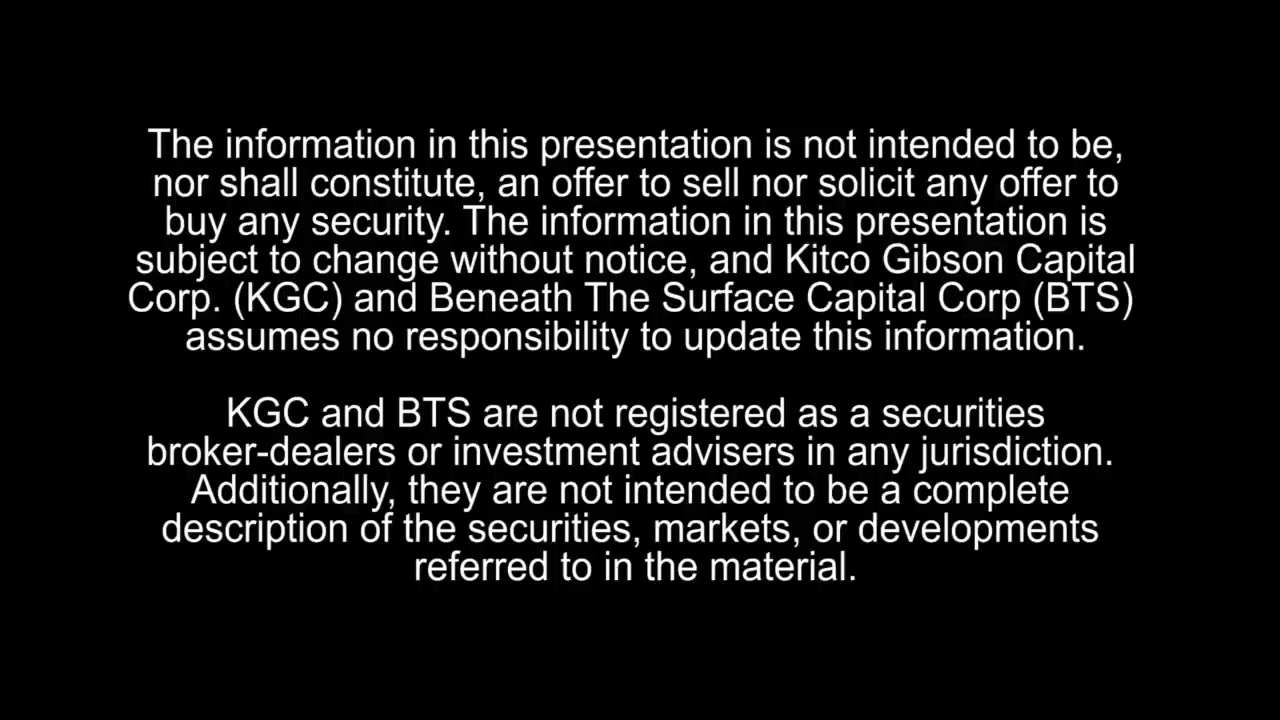 The information in this presentation is not intended to be,
nor shall constitute, an offer to sell nor solicit any offer to
buy any security. The information in this presentation is
subject to change without notice, and Kitco Gibson Capital
Corp. (KGC) and Beneath The Surface Capital Corp (BTS)
assumes no responsibility to update this information.
KGC and BTS are not registered as a securities
broker-dealers or investment advisers in any jurisdiction.
Additionally, they are not intended to be a complete
description of the securities, markets, or developments
referred to in the material.